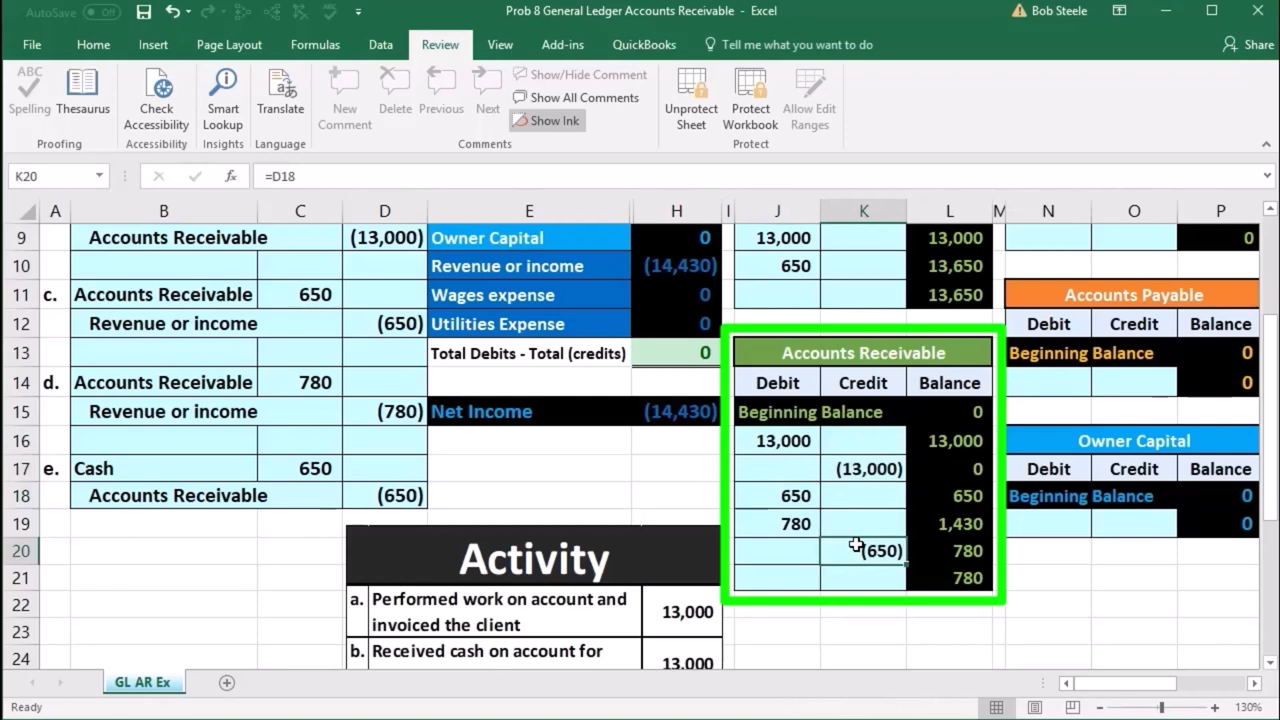 AutoSave Off Prob 8 General Ledger Accounts Receivable - Excel Bob Steele
File Home Insert Page Layout Formulas Data Review View Add-ins QuickBooks Tell me what you want to do Share
ABC
Spelling Thesaurus Check Accessibility Smart Lookup Translate New Comment Delete Previous Next Show/Hide Comment Show All Comments Show Ink Unprotect Sheet Protect Workbook Allow Edit Ranges
Proofing Accessibility Insights Language Comments Protect
K20 fx =D18
A B C D E H I J K L M N O P
9 Accounts Receivable (13,000) Owner Capital 0 13,000 13,000 0
10 Revenue or income (14,430) 650 13,650
11 c. Accounts Receivable 650 Wages expense 0 13,650 Accounts Payable
12 Revenue or income (650) Utilities Expense 0 Debit Credit Balance
13 Total Debits - Total (credits) 0 Accounts Receivable Beginning Balance 0
14 d. Accounts Receivable 780 Debit Credit Balance 0
15 Revenue or income (780) Net Income (14,430) Beginning Balance 0
16 13,000 13,000 Owner Capital
17 e. Cash 650 (13,000) 0 Debit Credit Balance
18 Accounts Receivable (650) 650 650 Beginning Balance 0
19 780 1,430 0
20 Activity (650) 780
21 780
22 a. Performed work on account and
invoiced the client 13,000
23
24 b. Received cash on account for 13,000
GL AR Ex
Ready 130%